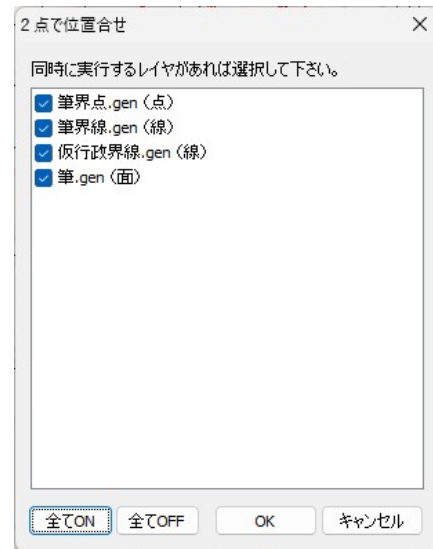 2点で位置合せ
同時に実行するレイヤがあれば選択して下さい。
筆界点.gen（点）
筆界線.gen（線）
仮行政界線.gen（線）
筆.gen（面）
全てON 全てOFF OK キャンセル